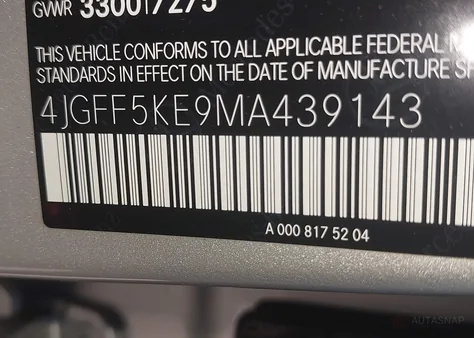 GVWR 3300 7275
THIS VEHICLE CONFORMS TO ALL APPLICABLE FEDERAL
STANDARDS IN EFFECT ON THE DATE OF MANUFACTURE
4JGFF5KE9MA439143
A 000 817 52 04
AUTASNAP